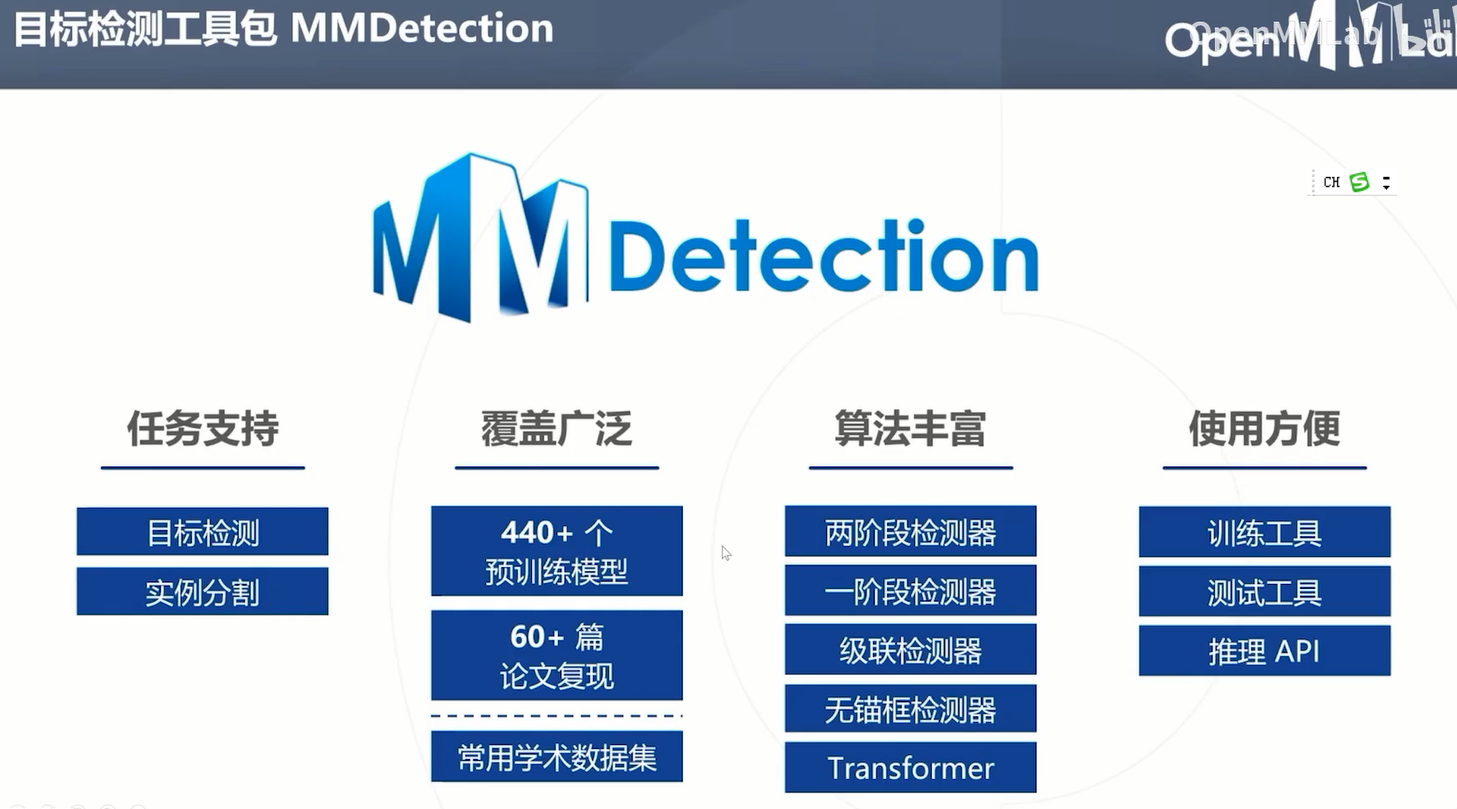 目标检测工具包 MMDetection
OpenMMLab
OpenMMLab
CH
MMDetection
任务支持
目标检测
实例分割
覆盖广泛
440+ 个
预训练模型
60+ 篇
论文复现
常用学术数据集
算法丰富
两阶段检测器
一阶段检测器
级联检测器
无锚框检测器
Transformer
使用方便
训练工具
测试工具
推理 API